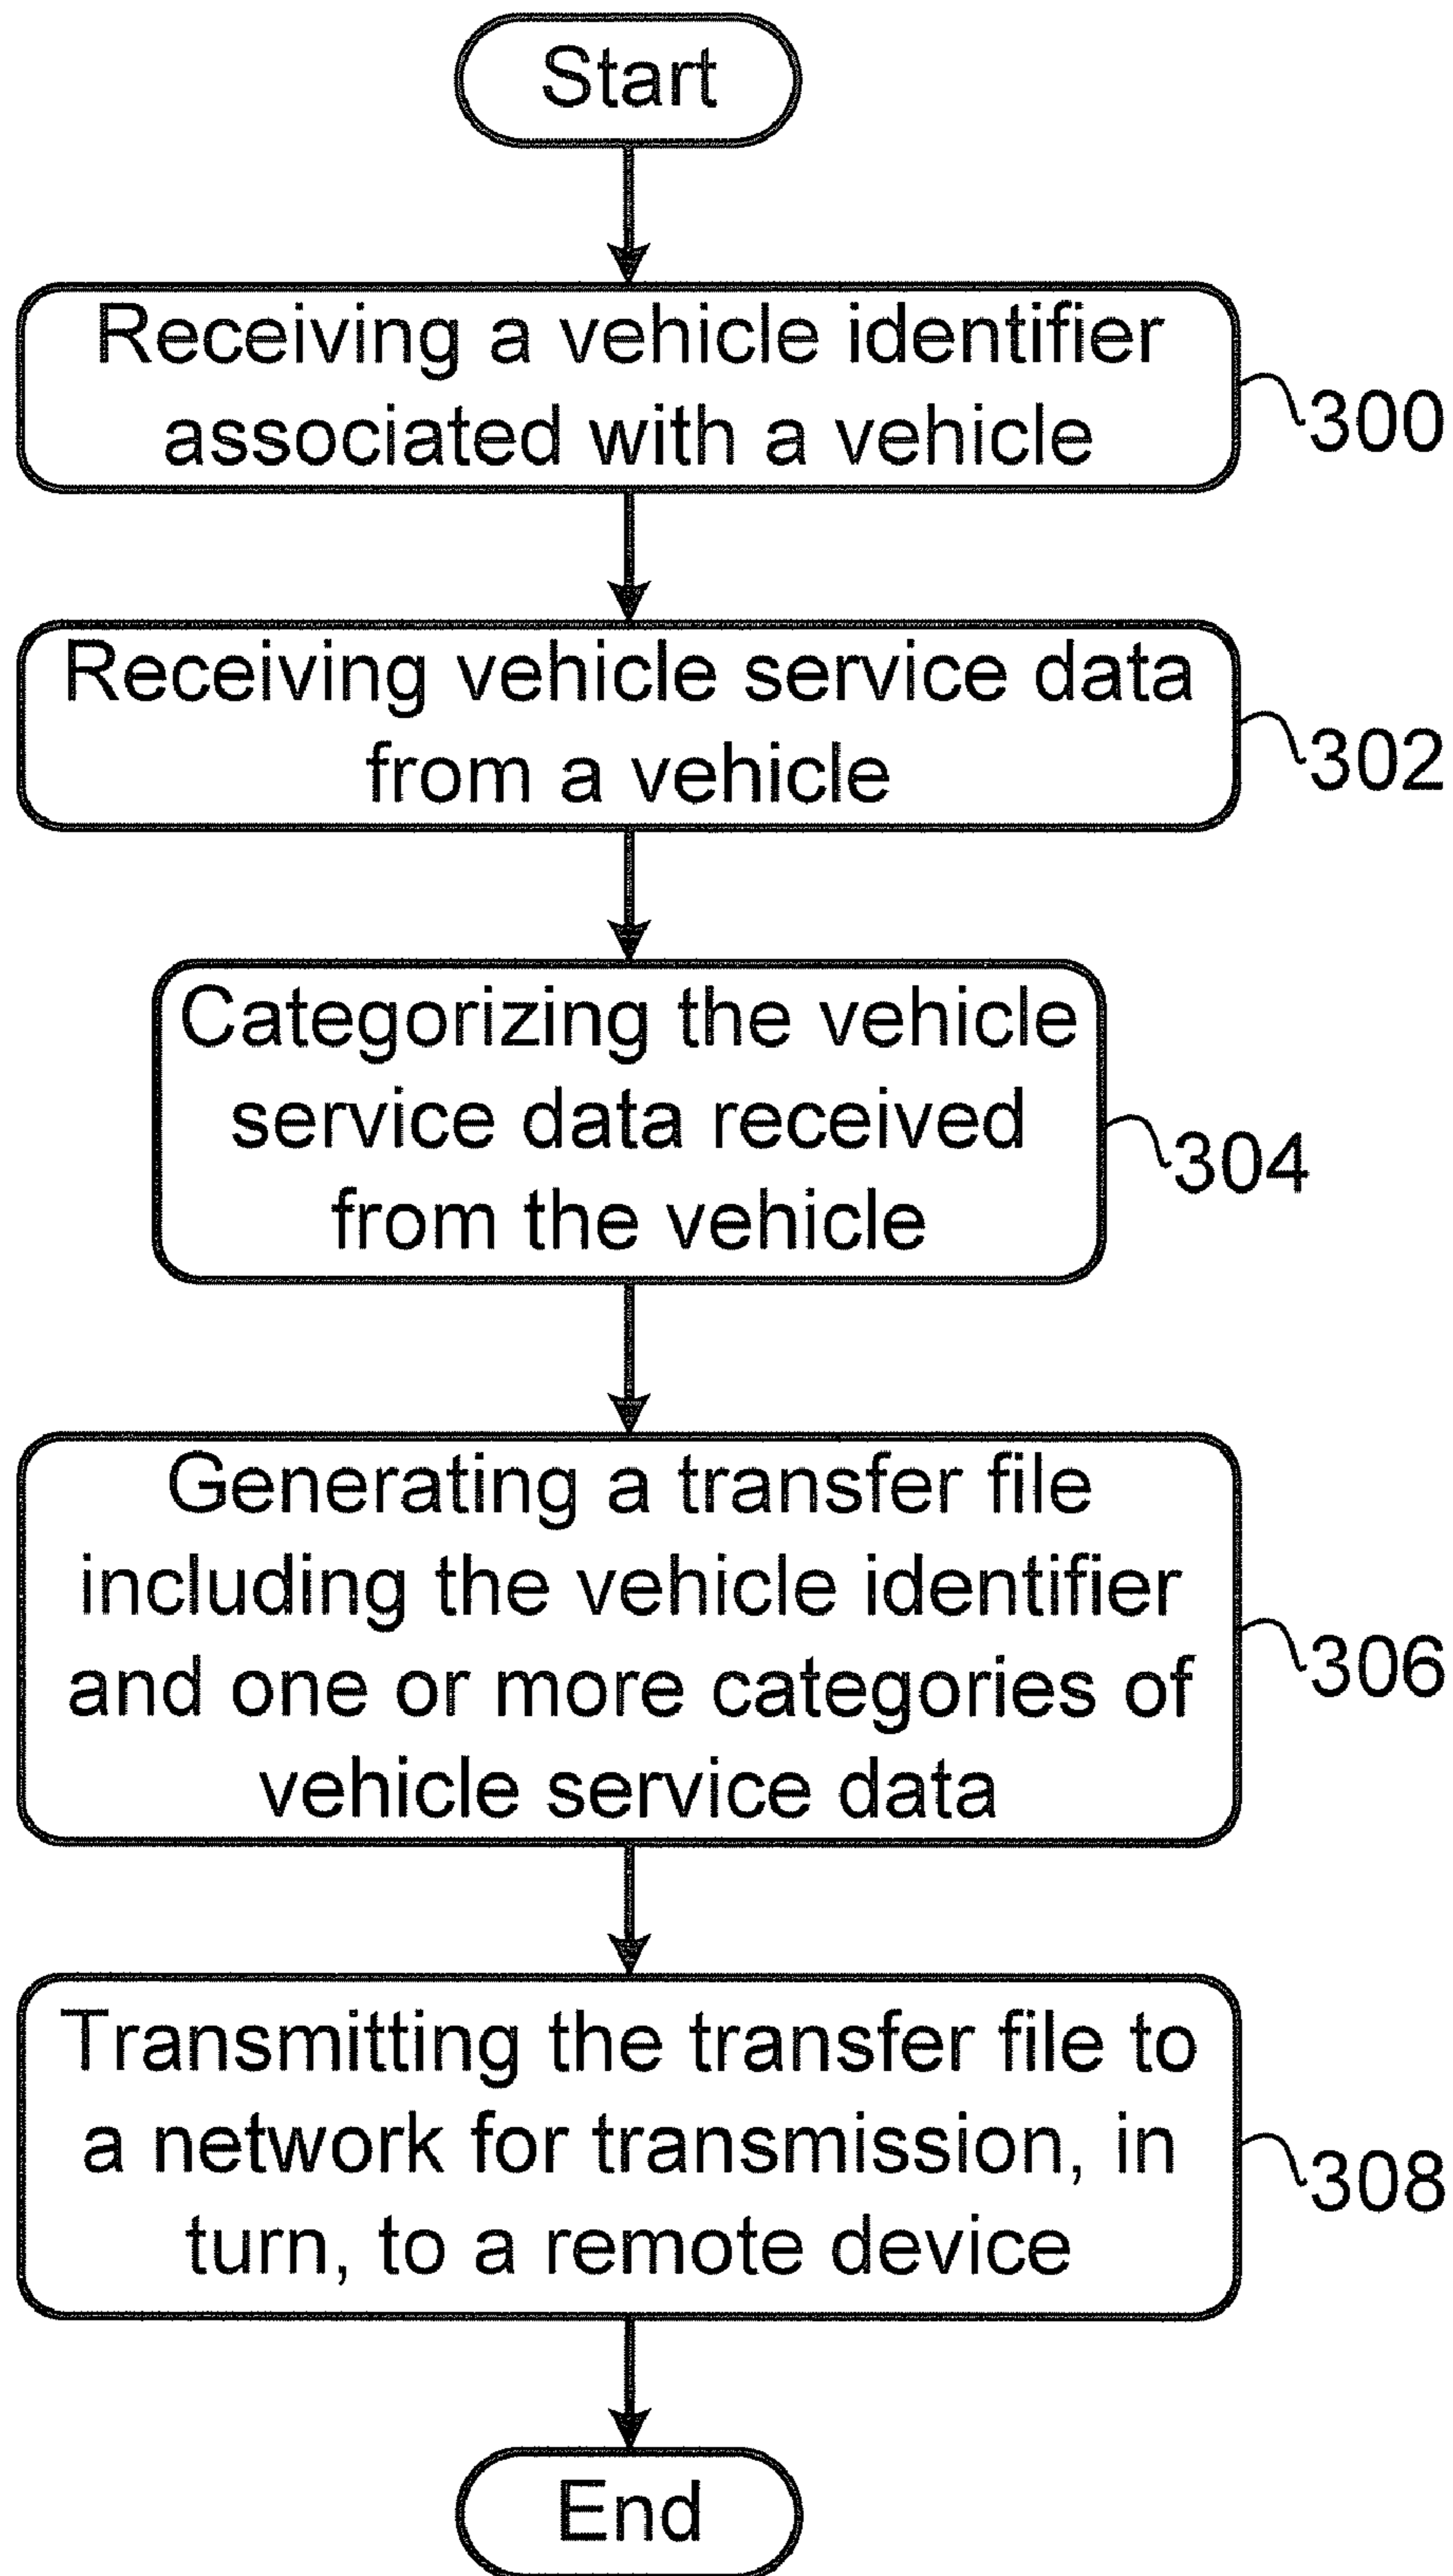 Start
Receiving a vehicle identifier
associated with a vehicle
300
Receiving vehicle service data
from a vehicle
302
Categorizing the vehicle
service data received
from the vehicle
304
Generating a transfer file
including the vehicle identifier
and one or more categories of
vehicle service data
306
Transmitting the transfer file to
a network for transmission, in
turn, to a remote device
308
End